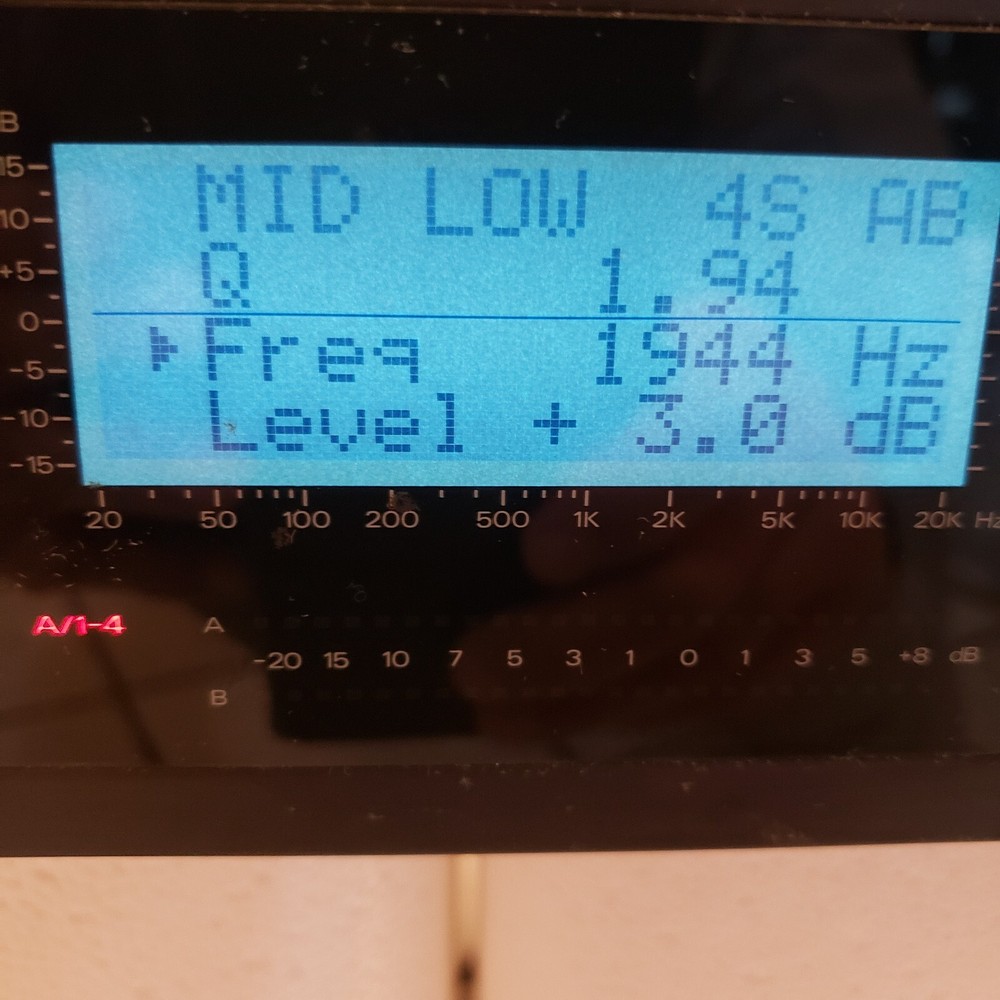 B
15
10
+5
0
-5
-10
-15
MID LOW 4S AB
Q 1.94
Freq 1944 Hz
Level + 3.0 dB
20 50 100 200 500 1K 2K 5K 10K 20K Hz
A/1-4 A
-20 15 10 7 5 3 1 0 1 3 5 +8 dB
B